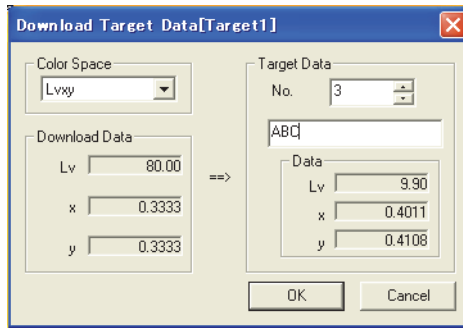 Download Target Data[Target1]
Color Space
Lvxy
Download Data
Lv 80.00
x 0.3333
y 0.3333
==>
Target Data
No. 3
ABC
Data
Lv 9.90
x 0.4011
y 0.4108
OK Cancel